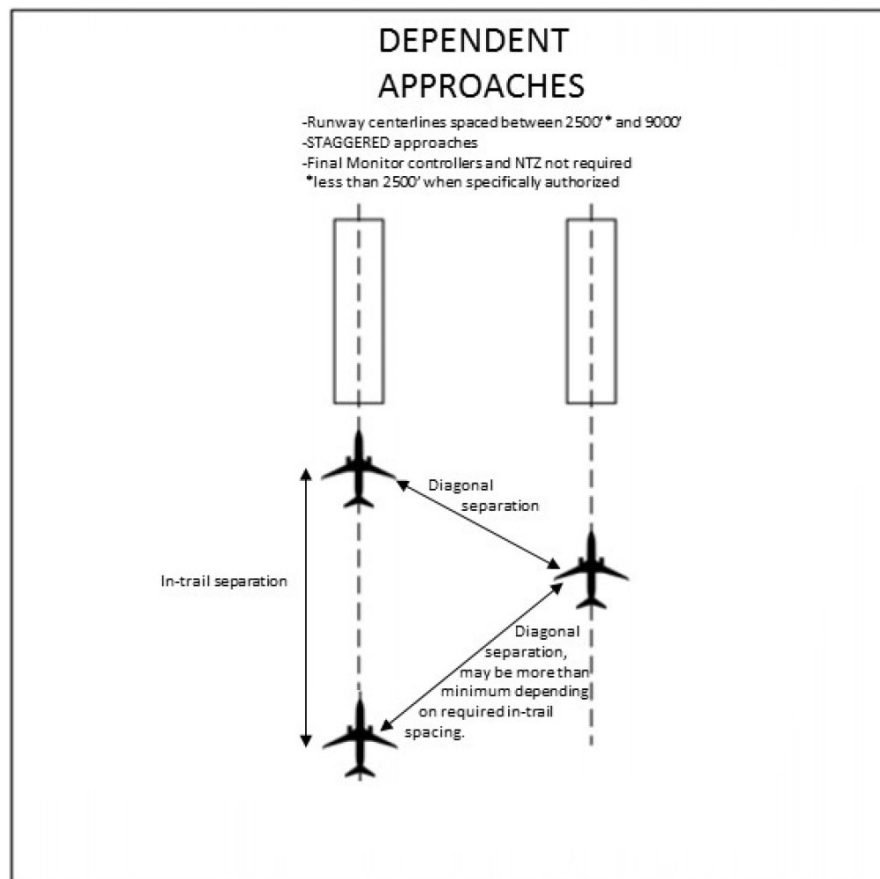 DEPENDENT
APPROACHES
-Runway centerlines spaced between 2500'* and 9000'
-STAGGERED approaches
-Final Monitor controllers and NTZ not required
*less than 2500' when specifically authorized
Diagonal
separation
In-trail separation
Diagonal
separation,
may be more than
minimum depending
on required in-trail
spacing.